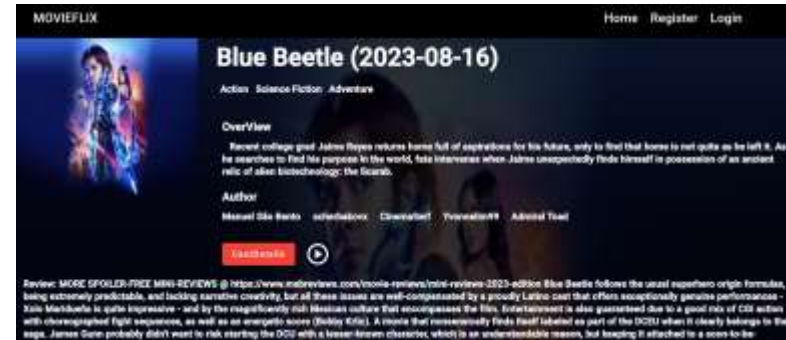 MOVIEFLIX
Home Register Login
Blue Beetle (2023-08-16)
Action Science Fiction Adventure
OverView
Recent college grad Jaime Reyes returns home full of aspirations for his future, only to find that home is not quite as he left it. As
he searches to find his purpose in the world, fate intervenes when Jaime unexpectedly finds himself in possession of an ancient
relic of alien biotechnology: the Scarab.
Author
Manuel São Bento CinemaSerf Admiral Toad
Review: MORE SPOILER-FREE MINI-REVIEWS @ https://www.msbreviews.com/movie-reviews/mini-reviews-2023-edition Blue Beetle follows the usual superhero origin formulas,
being extremely predictable, and lacking narrative creativity, but all these issues are well-compensated by a proudly Latino cast that offers exceptionally genuine performances -
Xolo Maridueña is quite impressive - and by the magnificently rich Mexican culture that encompasses the film. Entertainment is also guaranteed due to a good mix of CGI action
with choreographed fight sequences, as well as an energetic score (Bobby Krlic). A movie that unnecessarily finds itself labeled as part of the DCEU when it clearly belongs to the
saga. James Gunn probably didn't want to risk starting the DCU with a lesser-known character, which is an understandable reason, but keeping it attached to a soon-to-be-